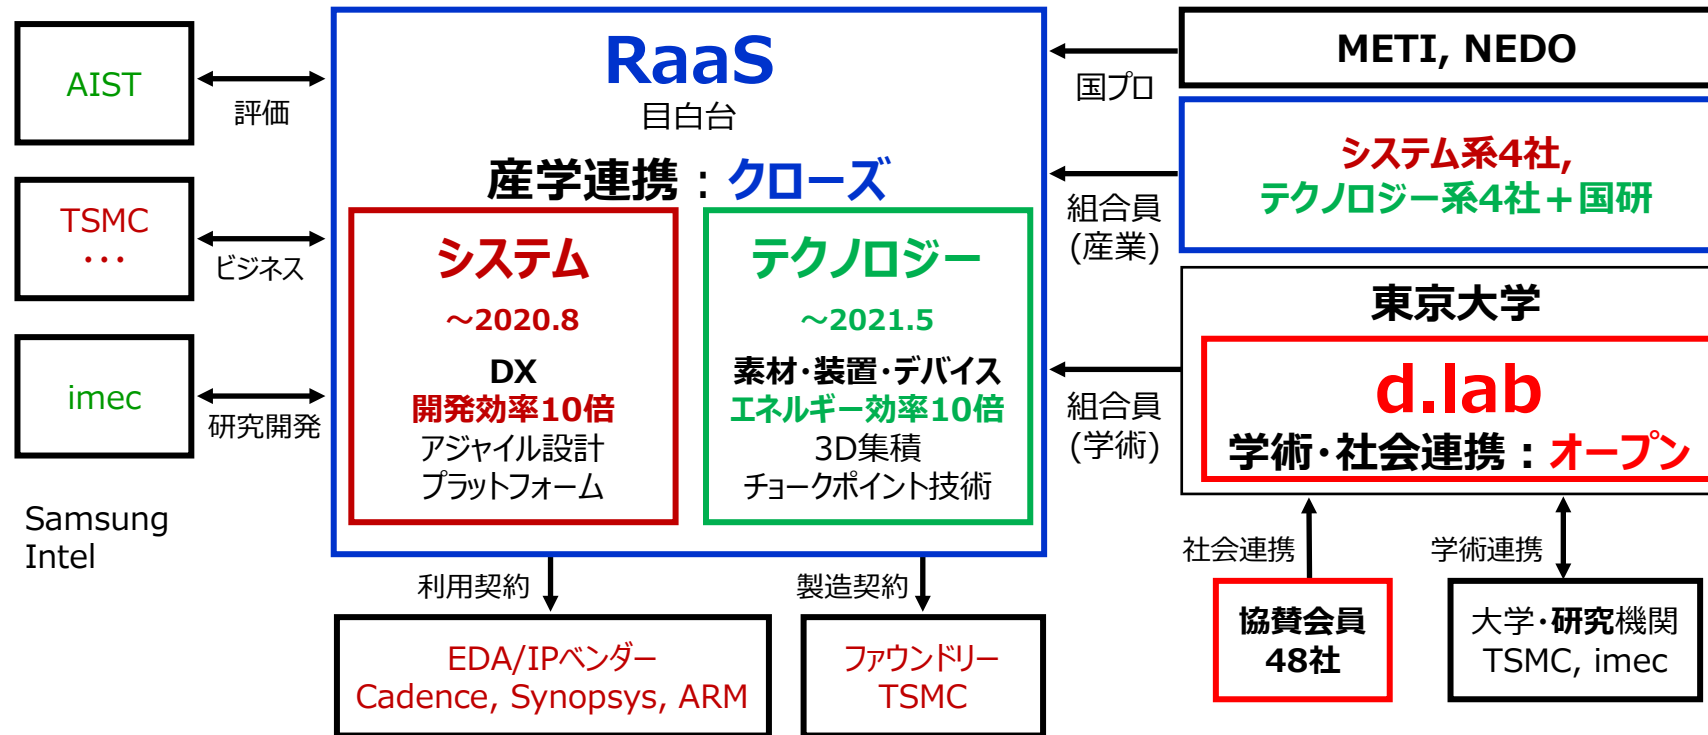 AIST
評価
TSMC
･･･
ビジネス
imec
研究開発
Samsung
Intel
RaaS
目白台
産学連携：クローズ
システム
～2020.8
DX
開発効率10倍
アジャイル設計
プラットフォーム
テクノロジー
～2021.5
素材･装置･デバイス
エネルギー効率10倍
3D集積
チョークポイント技術
利用契約
製造契約
EDA/IPベンダー
Cadence, Synopsys, ARM
ファウンドリー
TSMC
METI, NEDO
国プロ
システム系4社,
テクノロジー系4社＋国研
組合員
(産業)
東京大学
d.lab
学術･社会連携：オープン
組合員
(学術)
社会連携
学術連携
協賛会員
48社
大学･研究機関
TSMC, imec